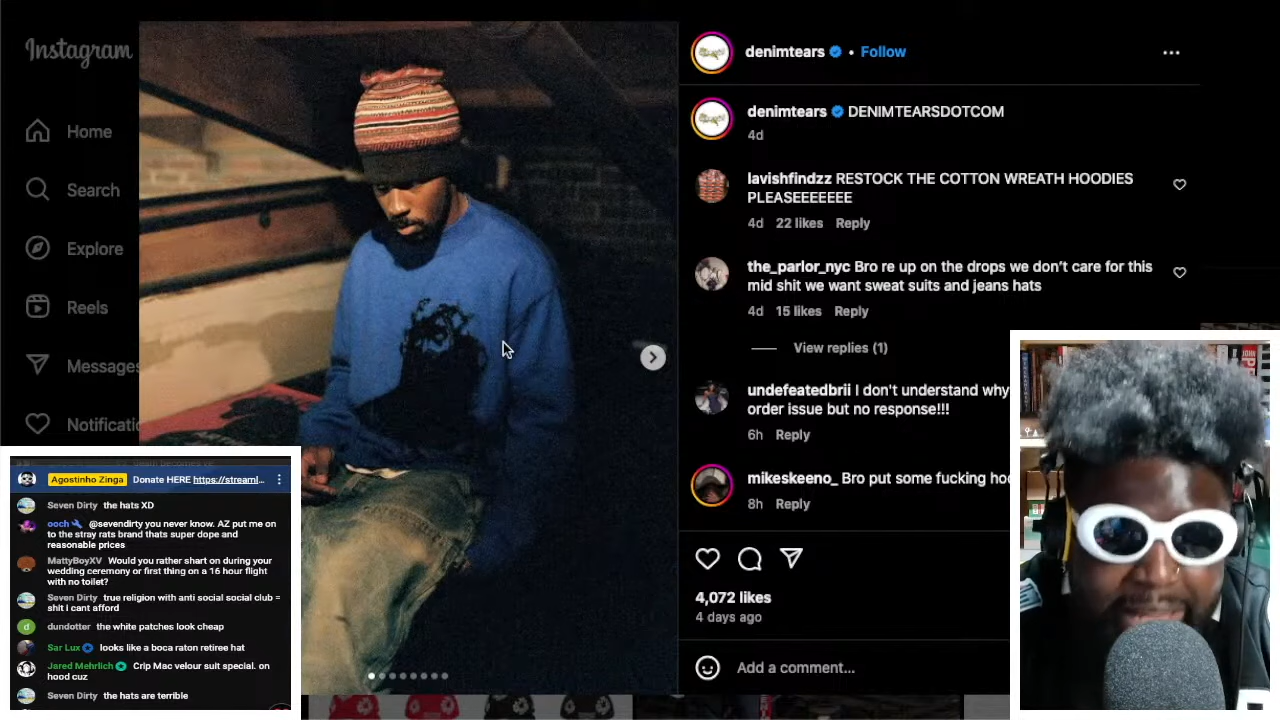 Instagram
Home
Search
Explore
Reels
Messages
Notificatio
denimtears • Follow
denimtears DENIMTEARSDOTCOM
4d
lavishfindzz RESTOCK THE COTTON WREATH HOODIES
PLEASEEEEEEE
4d 22 likes Reply
the_parlor_nyc Bro re up on the drops we don't care for this
mid shit we want sweat suits and jeans hats
4d 15 likes Reply
View replies (1)
undefeatedbrii I don't understand why
order issue but no response!!!
6h Reply
mikeskeeno_ Bro put some fucking hoo
8h Reply
4,072 likes
4 days ago
Add a comment...
Agostinho Zinga Donate HERE https://streaml...
Seven Dirty the hats XD
ooch @sevendirty you never know. AZ put me on
to the stray rats brand thats super dope and
reasonable prices
MattyBoyXV Would you rather shart on during your
wedding ceremony or first thing on a 16 hour flight
with no toilet?
Seven Dirty true religion with anti social social club =
shit i cant afford
d
dundotter the white patches look cheap
Sar Lux looks like a boca raton retiree hat
Jared Mehrlich Crip Mac velour suit special. on
hood cuz
Seven Dirty the hats are terrible